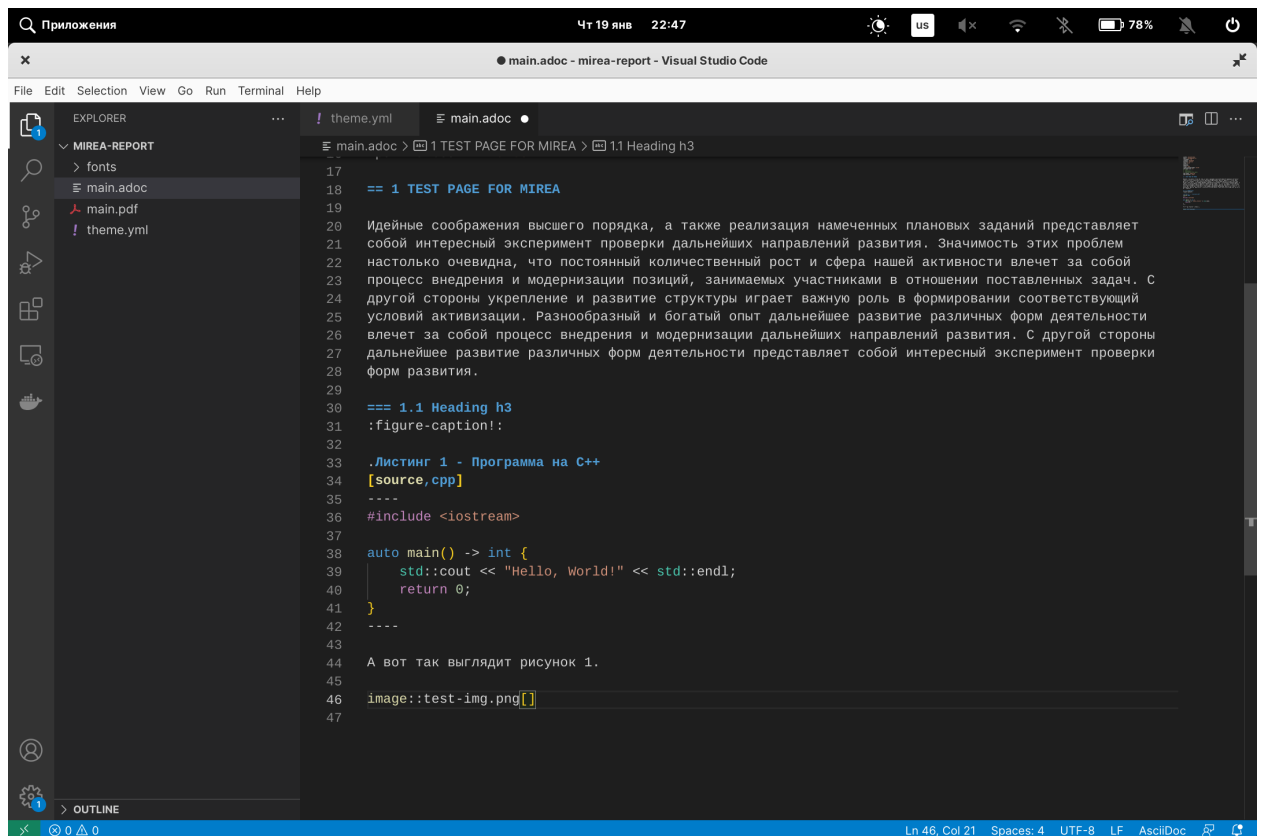 Приложения
Чт 19 янв 22:47
us
78%
main.adoc - mirea-report - Visual Studio Code
File Edit Selection View Go Run Terminal Help
EXPLORER
MIREA-REPORT
fonts
main.adoc
main.pdf
theme.yml
OUTLINE
theme.yml
main.adoc
main.adoc > 1 TEST PAGE FOR MIREA > 1.1 Heading h3
17
18 == 1 TEST PAGE FOR MIREA
19
20 Идейные соображения высшего порядка, а также реализация намеченных плановых заданий представляет
21 собой интересный эксперимент проверки дальнейших направлений развития. Значимость этих проблем
22 настолько очевидна, что постоянный количественный рост и сфера нашей активности влечет за собой
23 процесс внедрения и модернизации позиций, занимаемых участниками в отношении поставленных задач. С
24 другой стороны укрепление и развитие структуры играет важную роль в формировании соответствующий
25 условий активизации. Разнообразный и богатый опыт дальнейшее развитие различных форм деятельности
26 влечет за собой процесс внедрения и модернизации дальнейших направлений развития. С другой стороны
27 дальнейшее развитие различных форм деятельности представляет собой интересный эксперимент проверки
28 форм развития.
29
30 === 1.1 Heading h3
31 :figure-caption!:
32
33 .Листинг 1 - Программа на C++
34 [source,cpp]
35 ----
36 #include <iostream>
37
38 auto main() -> int {
39     std::cout << "Hello, World!" << std::endl;
40     return 0;
41 }
42 ----
43
44 А вот так выглядит рисунок 1.
45
46 image::test-img.png[]
47
1
1
0 0
Ln 46, Col 21 Spaces: 4 UTF-8 LF AsciiDoc